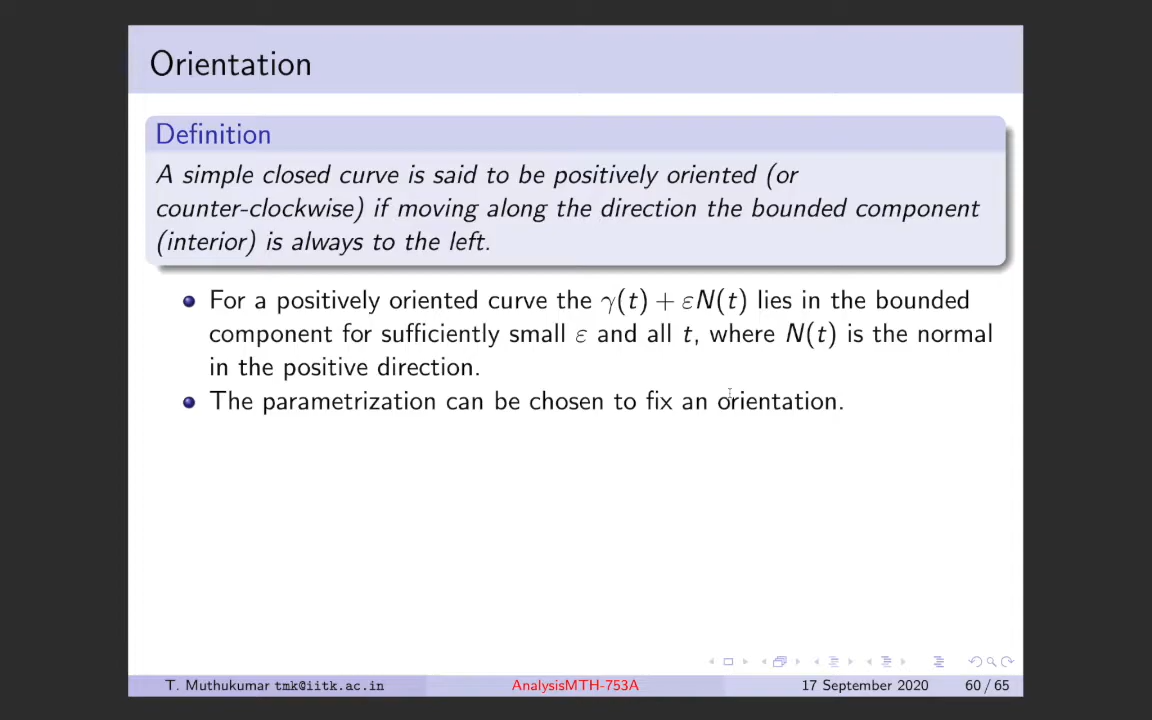 Orientation
Definition
A simple closed curve is said to be positively oriented (or
counter-clockwise) if moving along the direction the bounded component
(interior) is always to the left.
For a positively oriented curve the γ(t) + εN(t) lies in the bounded
component for sufficiently small ε and all t, where N(t) is the normal
in the positive direction.
The parametrization can be chosen to fix an orientation.
T. Muthukumar tmk@iitk.ac.in AnalysisMTH-753A 17 September 2020 60 / 65